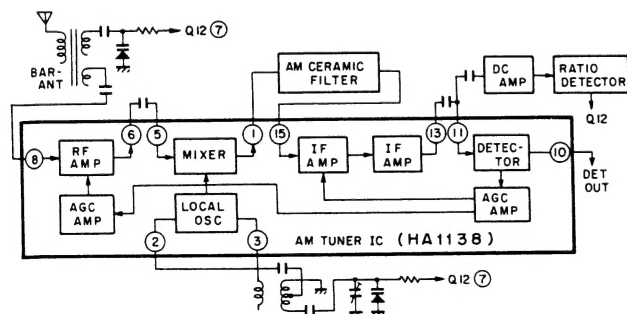 Q12 ⑦
BAR-
ANT
AM CERAMIC
FILTER
DC
AMP
RATIO
DETECTOR
Q12
⑥
⑤
①
⑮
⑬
⑪
⑧
RF
AMP
MIXER
IF
AMP
IF
AMP
DETEC-
TOR
⑩
DET
OUT
AGC
AMP
LOCAL
OSC
AGC
AMP
②
③
AM TUNER IC (HA1138)
Q12 ⑦